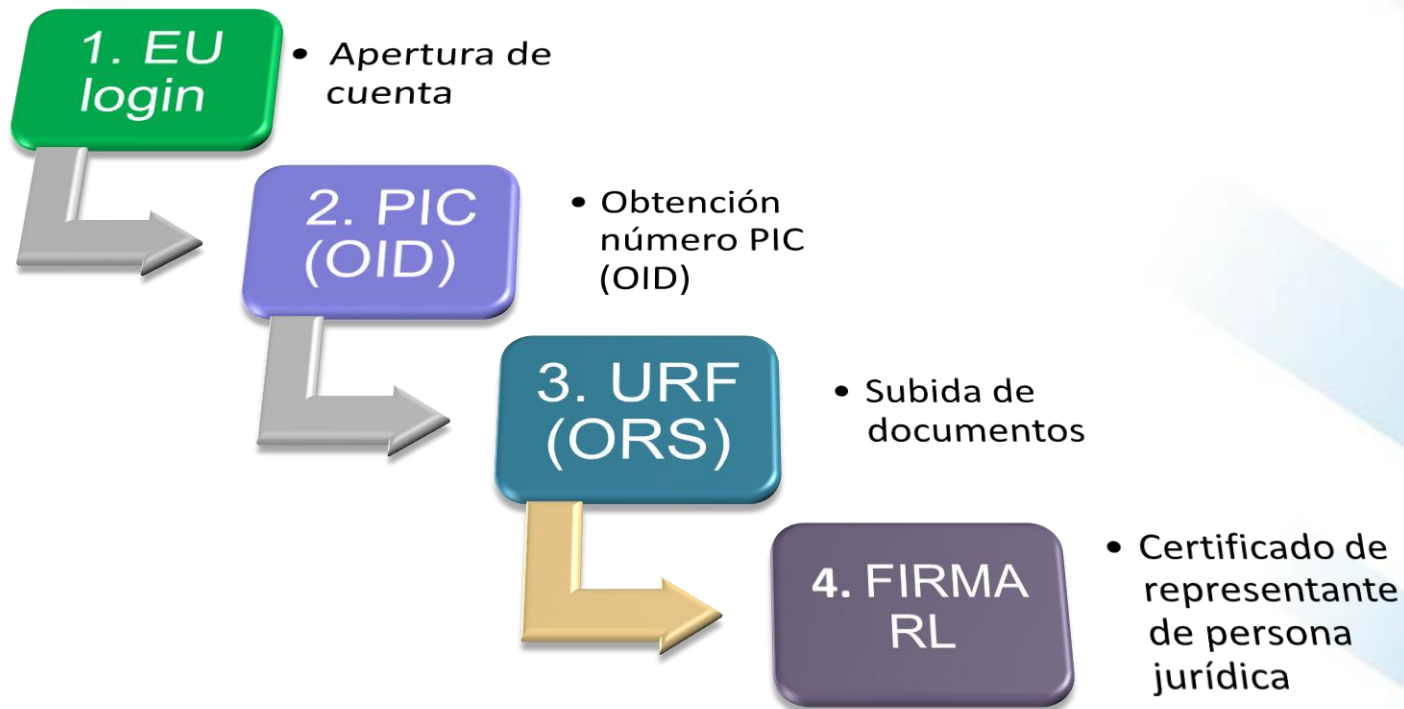 1. EU
login
• Apertura de
cuenta
2. PIC
(OID)
• Obtención
número PIC
(OID)
3. URF
(ORS)
• Subida de
documentos
4. FIRMA
RL
• Certificado de
representante
de persona
jurídica